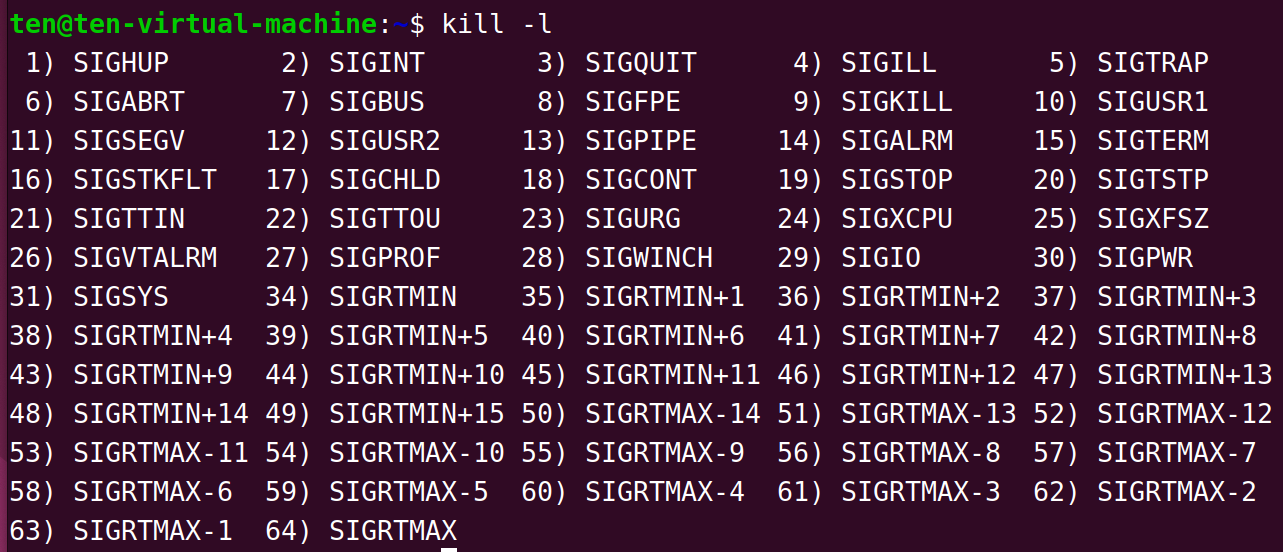 ten@ten-virtual-machine:~$ kill -l
 1) SIGHUP       2) SIGINT       3) SIGQUIT      4) SIGILL       5) SIGTRAP
 6) SIGABRT      7) SIGBUS       8) SIGFPE       9) SIGKILL     10) SIGUSR1
11) SIGSEGV     12) SIGUSR2     13) SIGPIPE     14) SIGALRM     15) SIGTERM
16) SIGSTKFLT   17) SIGCHLD     18) SIGCONT     19) SIGSTOP     20) SIGTSTP
21) SIGTTIN     22) SIGTTOU     23) SIGURG      24) SIGXCPU     25) SIGXFSZ
26) SIGVTALRM   27) SIGPROF     28) SIGWINCH    29) SIGIO       30) SIGPWR
31) SIGSYS      34) SIGRTMIN    35) SIGRTMIN+1  36) SIGRTMIN+2  37) SIGRTMIN+3
38) SIGRTMIN+4  39) SIGRTMIN+5  40) SIGRTMIN+6  41) SIGRTMIN+7  42) SIGRTMIN+8
43) SIGRTMIN+9  44) SIGRTMIN+10 45) SIGRTMIN+11 46) SIGRTMIN+12 47) SIGRTMIN+13
48) SIGRTMIN+14 49) SIGRTMIN+15 50) SIGRTMAX-14 51) SIGRTMAX-13 52) SIGRTMAX-12
53) SIGRTMAX-11 54) SIGRTMAX-10 55) SIGRTMAX-9  56) SIGRTMAX-8  57) SIGRTMAX-7
58) SIGRTMAX-6  59) SIGRTMAX-5  60) SIGRTMAX-4  61) SIGRTMAX-3  62) SIGRTMAX-2
63) SIGRTMAX-1  64) SIGRTMAX